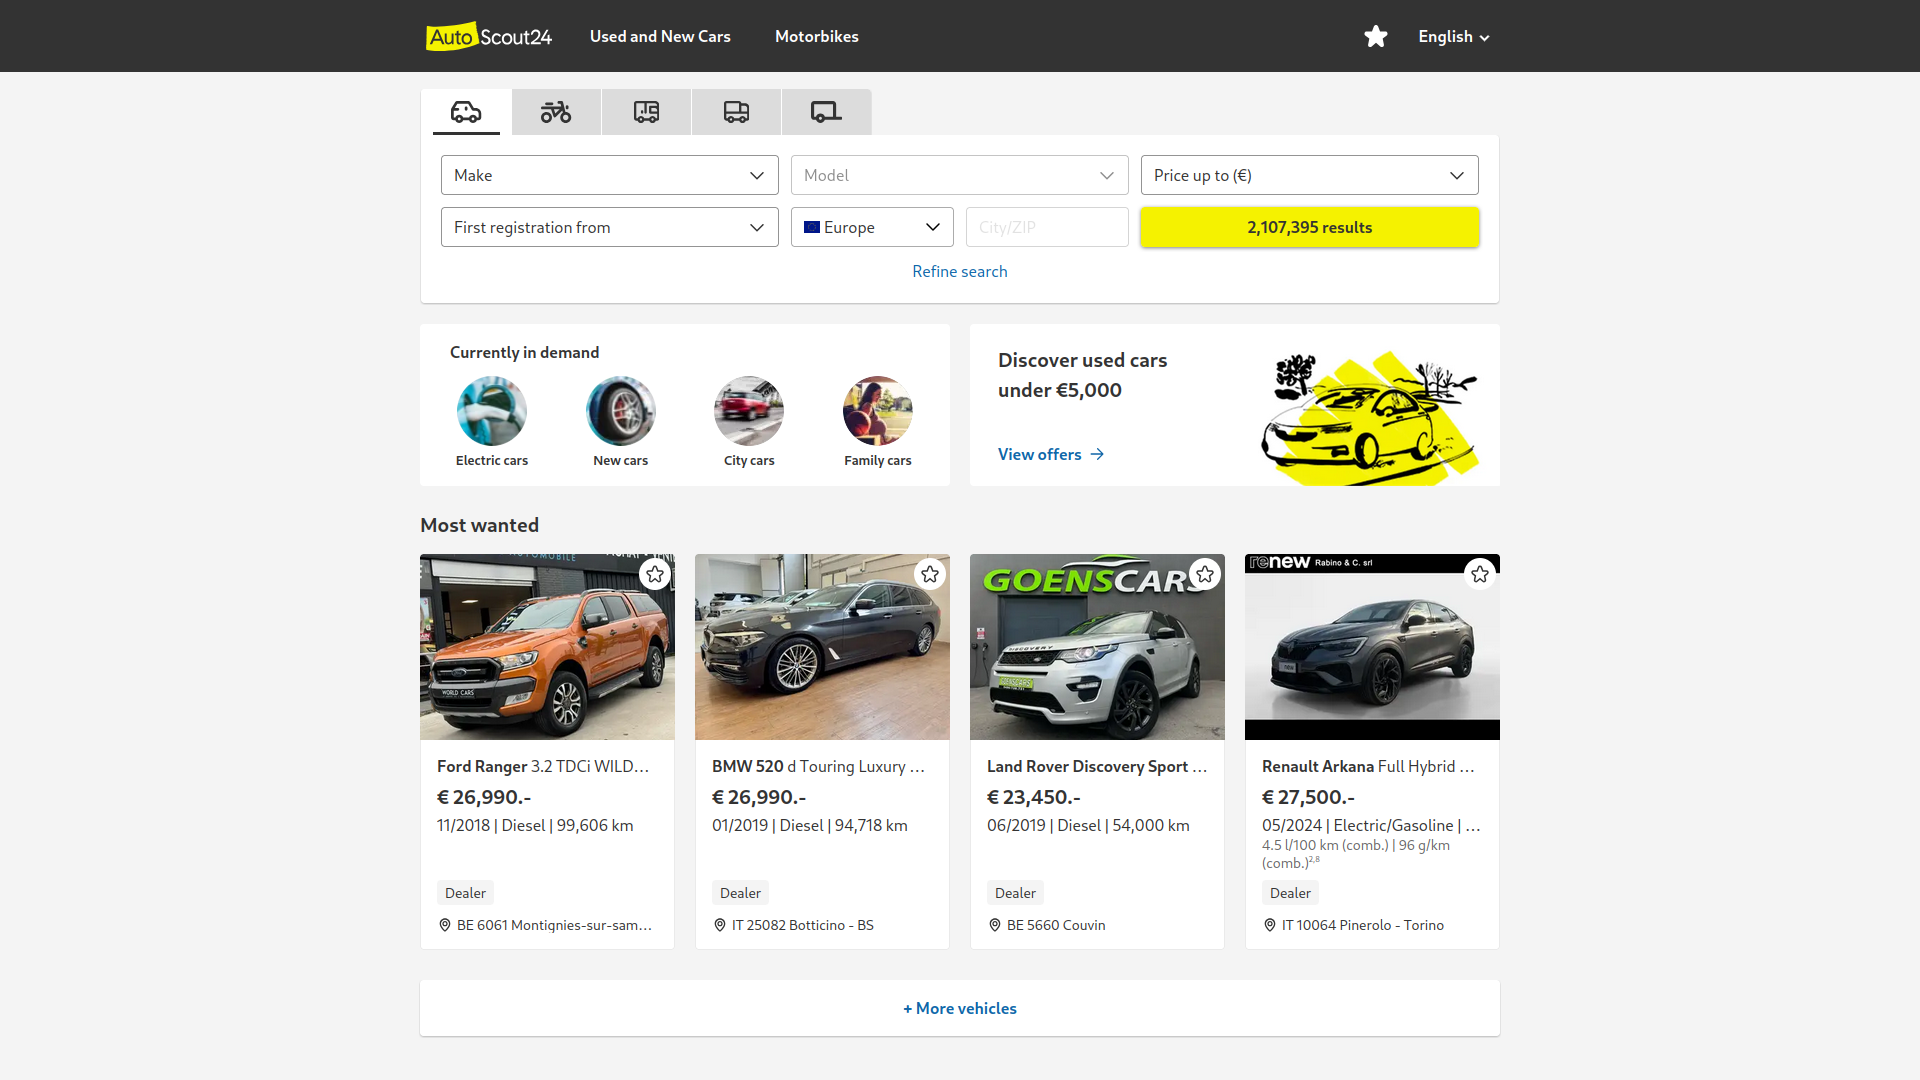 AutoScout24
Used and New Cars
Motorbikes
English
Make
Model
Price up to (€)
First registration from
Europe
City/ZIP
2,107,395 results
Refine search
Currently in demand
Electric cars
New cars
City cars
Family cars
Discover used cars
under €5,000
View offers
Most wanted
AUTOMOBILE
WORLD CARS
GOENSCARS
DISCOVERY
GOENSCARS
renew Rabino & C. srl
Ford Ranger 3.2 TDCi WILD...
€ 26,990.-
11/2018 | Diesel | 99,606 km
Dealer
BE 6061 Montignies-sur-sam...
BMW 520 d Touring Luxury ...
€ 26,990.-
01/2019 | Diesel | 94,718 km
Dealer
IT 25082 Botticino - BS
Land Rover Discovery Sport ...
€ 23,450.-
06/2019 | Diesel | 54,000 km
Dealer
BE 5660 Couvin
Renault Arkana Full Hybrid ...
€ 27,500.-
05/2024 | Electric/Gasoline | ...
4.5 l/100 km (comb.) | 96 g/km
(comb.)2,8
Dealer
IT 10064 Pinerolo - Torino
+ More vehicles